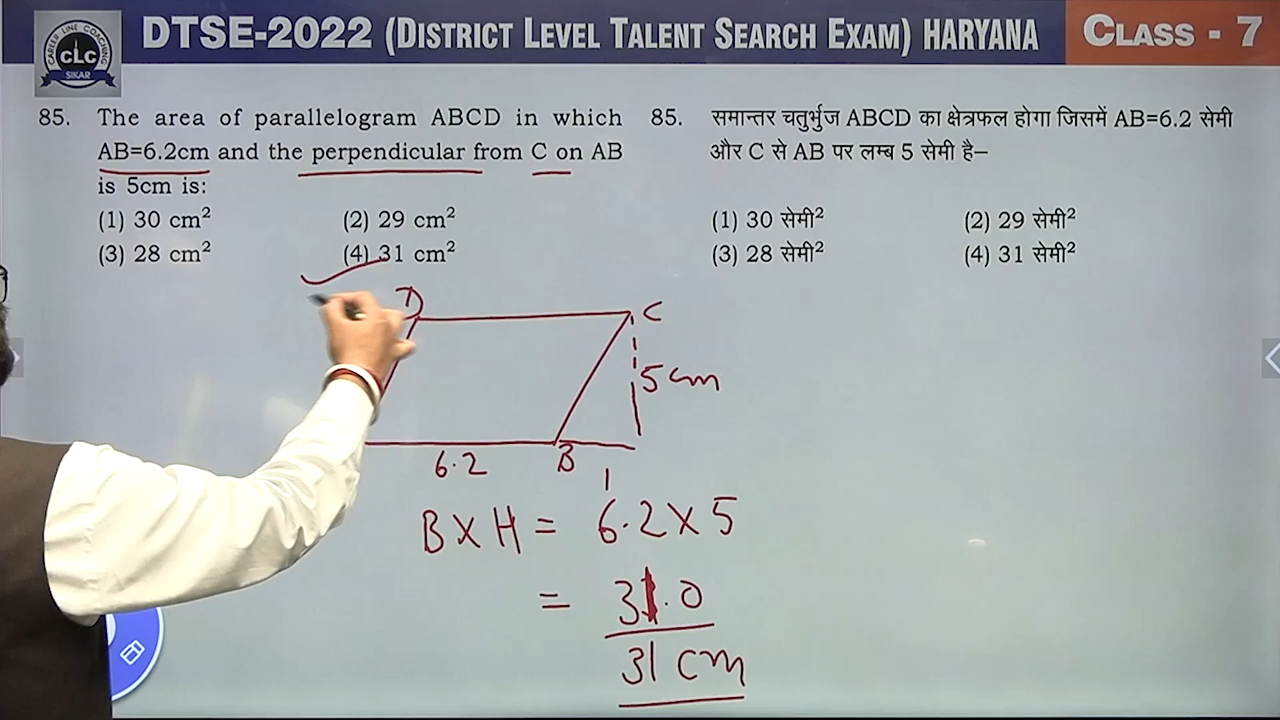 DTSE-2022 (DISTRICT LEVEL TALENT SEARCH EXAM) HARYANA
CLASS - 7
CAREER LINE COACHING
CLC
SIKAR
85. The area of parallelogram ABCD in which
AB=6.2cm and the perpendicular from C on AB
is 5cm is:
(1) 30 cm² (2) 29 cm²
(3) 28 cm² (4) 31 cm²
85. समान्तर चतुर्भुज ABCD का क्षेत्रफल होगा जिसमें AB=6.2 सेमी
और C से AB पर लम्ब 5 सेमी है–
(1) 30 सेमी² (2) 29 सेमी²
(3) 28 सेमी² (4) 31 सेमी²
D C
5 cm
6.2 B
B X H = 6.2 X 5
= 31.0
31 cm